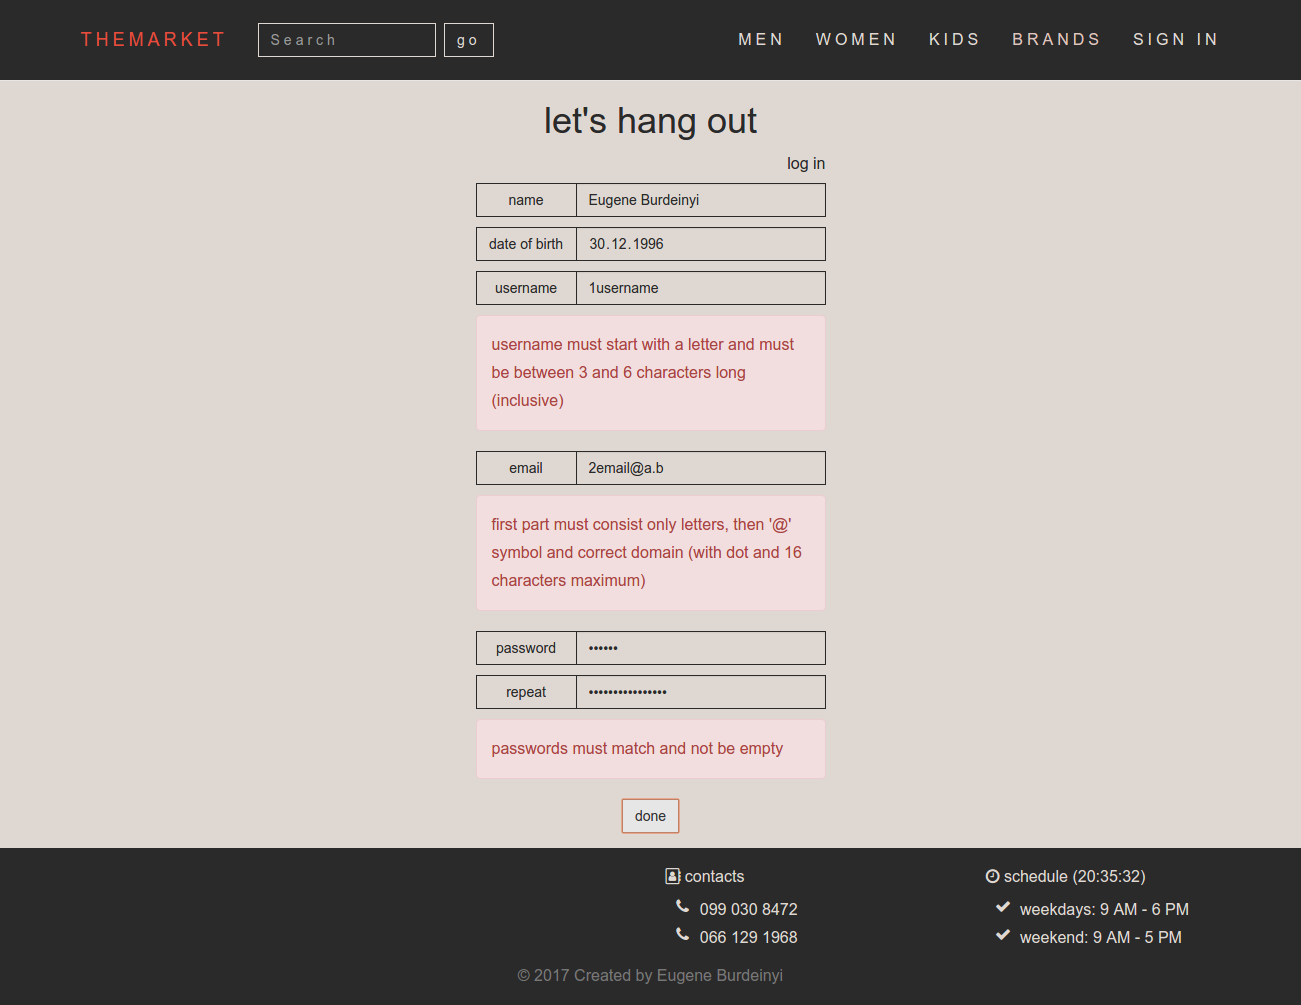 THEMARKET Search go MEN WOMEN KIDS BRANDS SIGN IN
let's hang out
log in
name Eugene Burdeinyi
date of birth 30.12.1996
username 1username
username must start with a letter and must
be between 3 and 6 characters long
(inclusive)
email 2email@a.b
first part must consist only letters, then '@'
symbol and correct domain (with dot and 16
characters maximum)
password ••••••
repeat ••••••••••••••••
passwords must match and not be empty
done
contacts
099 030 8472
066 129 1968
schedule (20:35:32)
weekdays: 9 AM - 6 PM
weekend: 9 AM - 5 PM
© 2017 Created by Eugene Burdeinyi